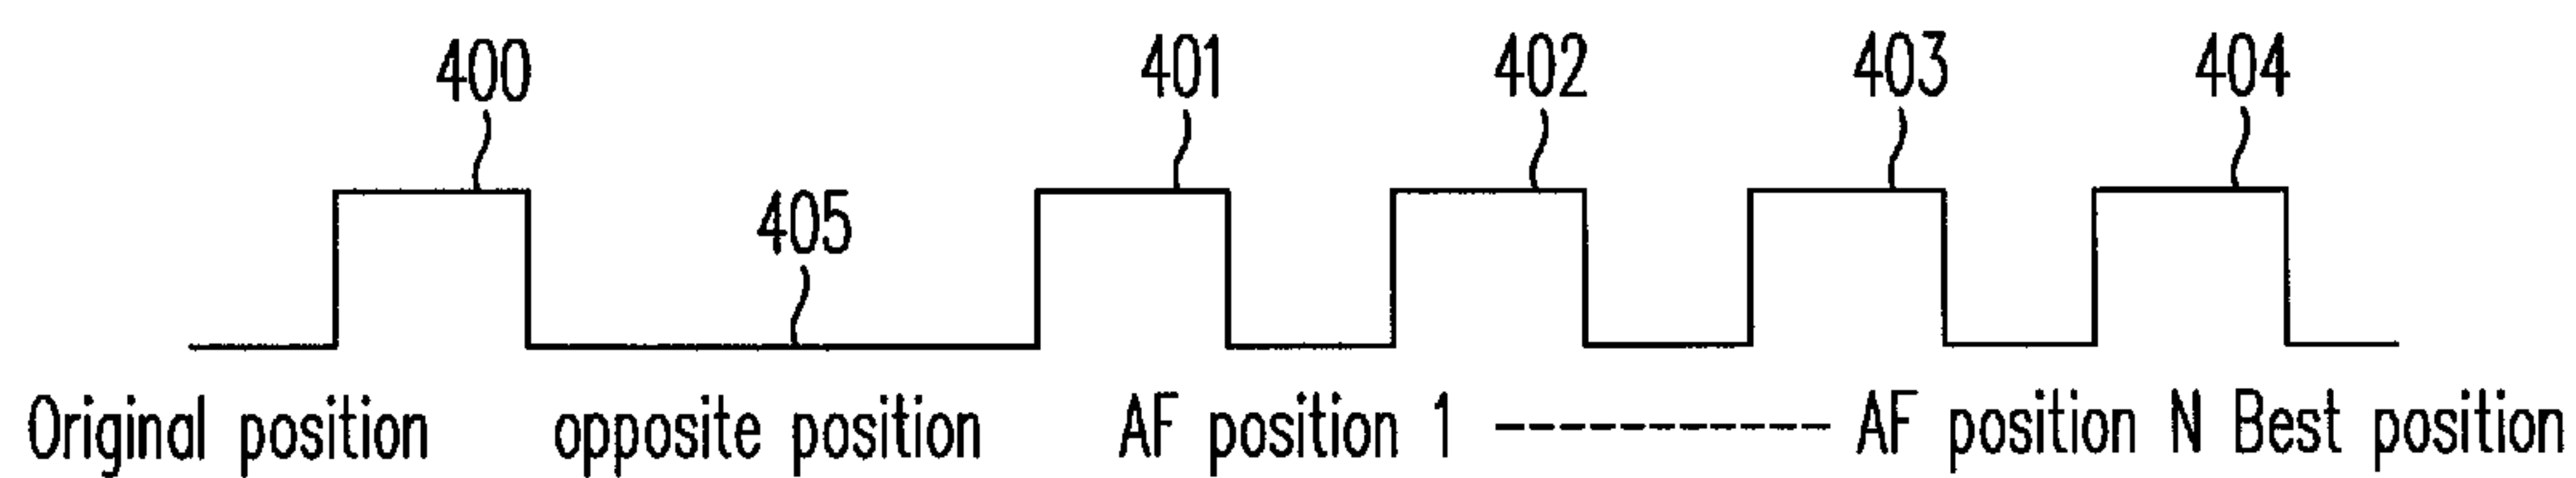 400 401 402 403 404
405
Original position opposite position AF position 1 ----------- AF position N Best position